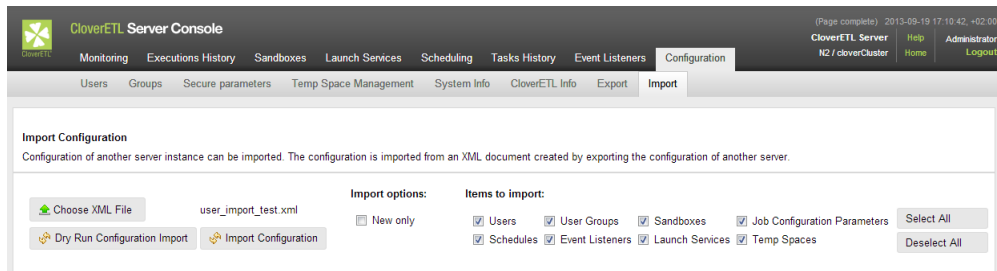 (Page complete) 2013-09-19 17:10:42, +02:00
CloverETL Server Console
CloverETL Server Help Administrator
CloverETL
N2 / cloverCluster Home Logout
Monitoring Executions History Sandboxes Launch Services Scheduling Tasks History Event Listeners Configuration
Users Groups Secure parameters Temp Space Management System Info CloverETL Info Export Import
Import Configuration
Configuration of another server instance can be imported. The configuration is imported from an XML document created by exporting the configuration of another server.
Import options: Items to import:
Choose XML File user_import_test.xml New only Users User Groups Sandboxes Job Configuration Parameters Select All
Dry Run Configuration Import Import Configuration Schedules Event Listeners Launch Services Temp Spaces Deselect All